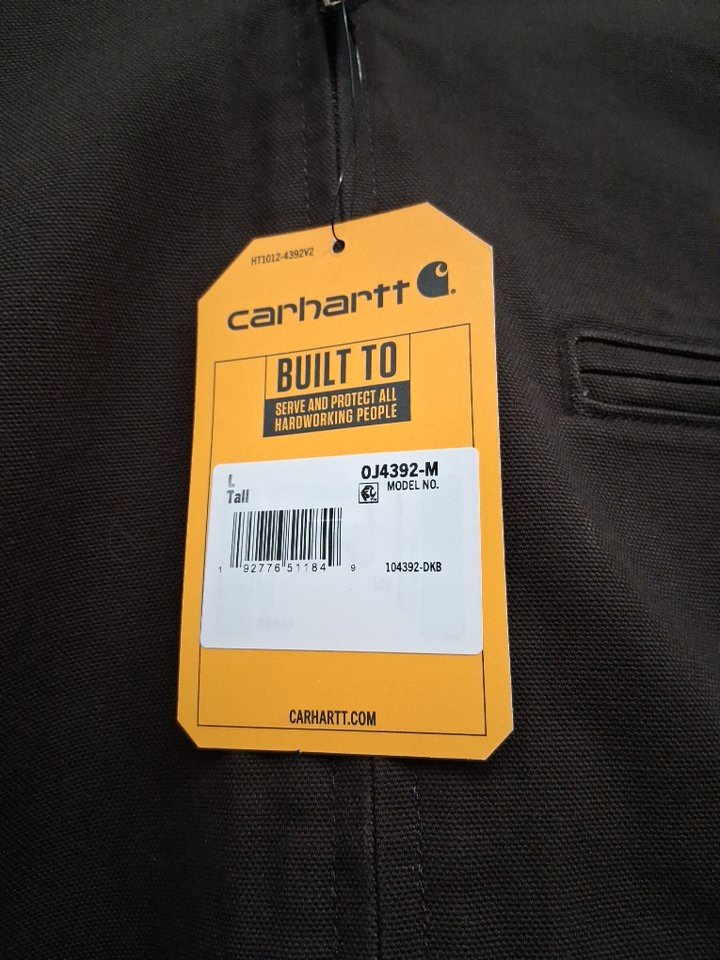 HT1012-4392V2
carhartt
BUILT TO
SERVE AND PROTECT ALL
HARDWORKING PEOPLE
L
Tall
OJ4392-M
MODEL NO.
1 92776 51184 9
104392-DKB
CARHARTT.COM